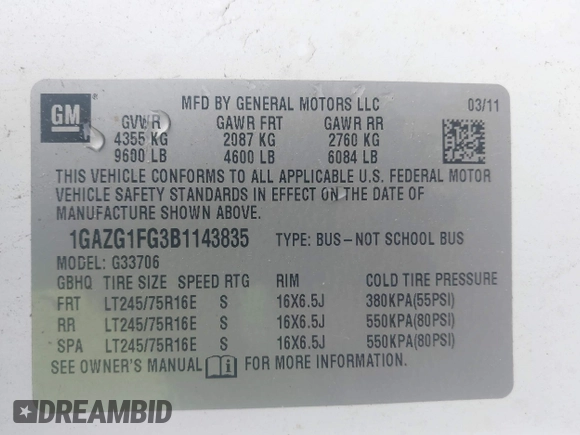 GM
MFD BY GENERAL MOTORS LLC 03/11
GVWR GAWR FRT GAWR RR
4355 KG 2087 KG 2760 KG
9600 LB 4600 LB 6084 LB
THIS VEHICLE CONFORMS TO ALL APPLICABLE U.S. FEDERAL MOTOR
VEHICLE SAFETY STANDARDS IN EFFECT ON THE DATE OF
MANUFACTURE SHOWN ABOVE.
1GAZG1FG3B1143835 TYPE: BUS-NOT SCHOOL BUS
MODEL: G33706
GBHQ TIRE SIZE SPEED RTG RIM COLD TIRE PRESSURE
FRT LT245/75R16E S 16X6.5J 380KPA(55PSI)
RR LT245/75R16E S 16X6.5J 550KPA(80PSI)
SPA LT245/75R16E S 16X6.5J 550KPA(80PSI)
SEE OWNER'S MANUAL FOR MORE INFORMATION.
DREAMBID